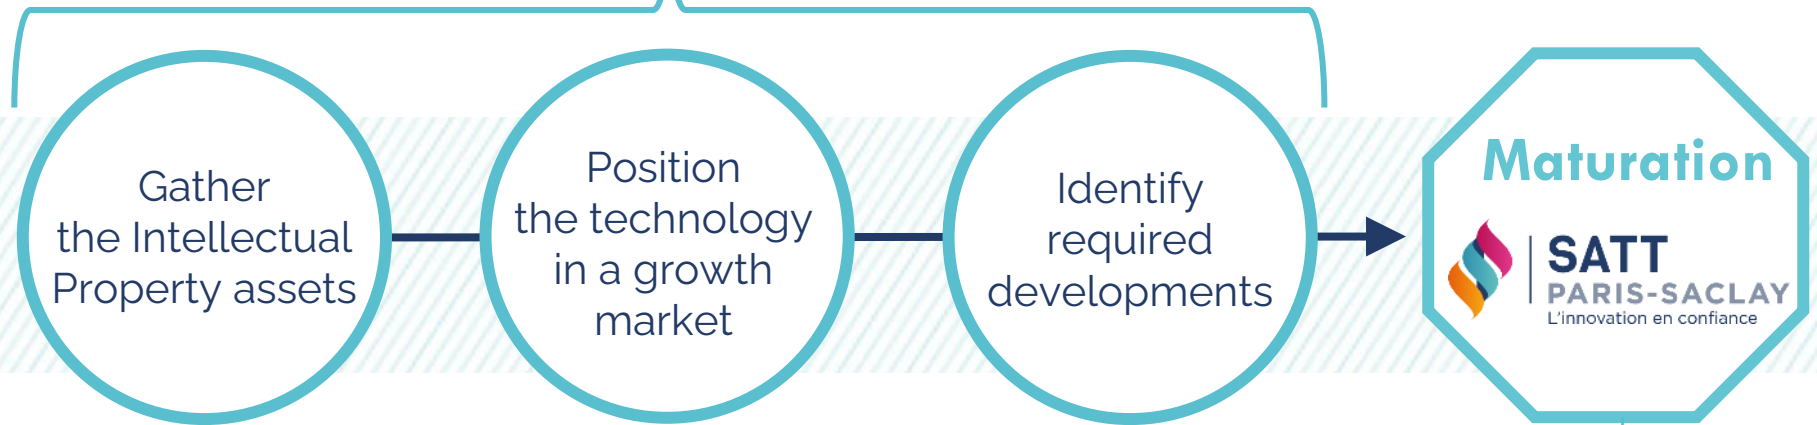 Gather
the Intellectual
Property assets
Position
the technology
in a growth
market
Identify
required
developments
Maturation
SATT
PARIS-SACLAY
L'innovation en confiance